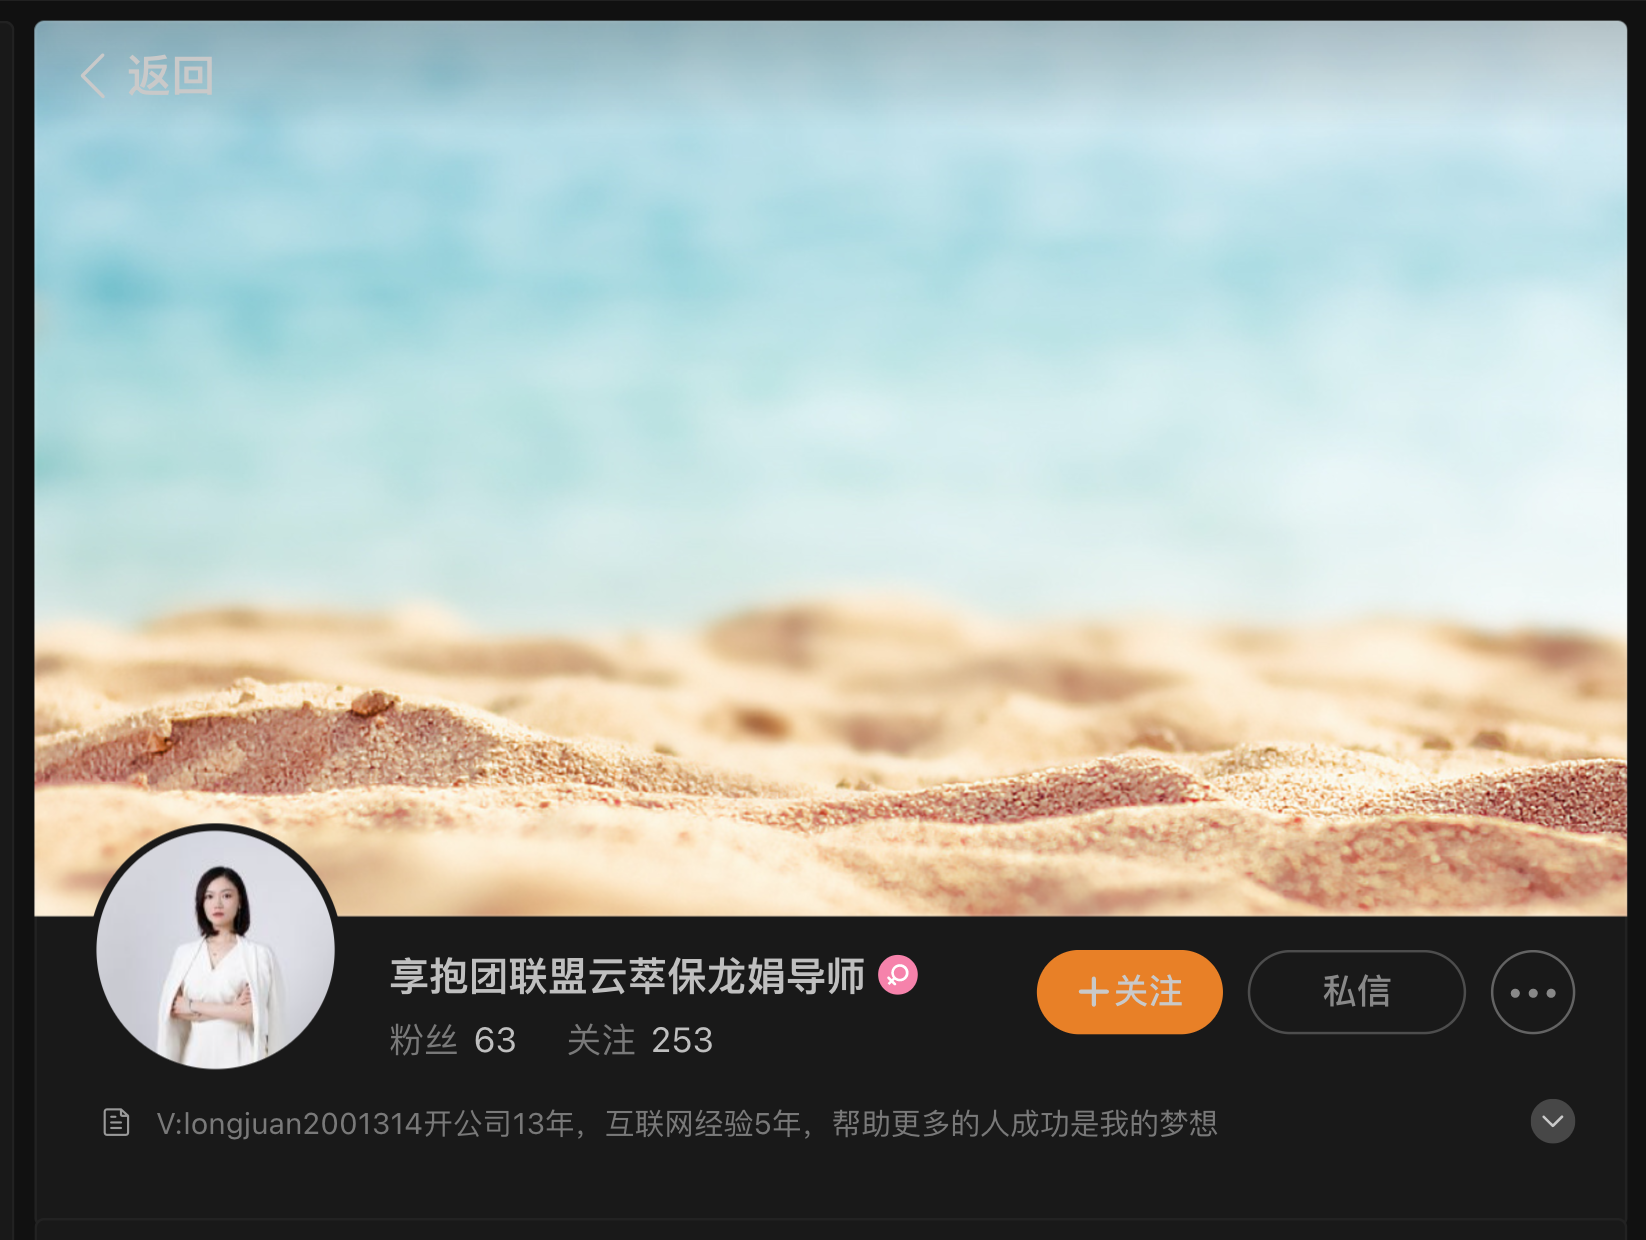 返回
享抱团联盟云萃保龙娟导师
粉丝 63 关注 253
+关注
私信
V:longjuan2001314开公司13年，互联网经验5年，帮助更多的人成功是我的梦想